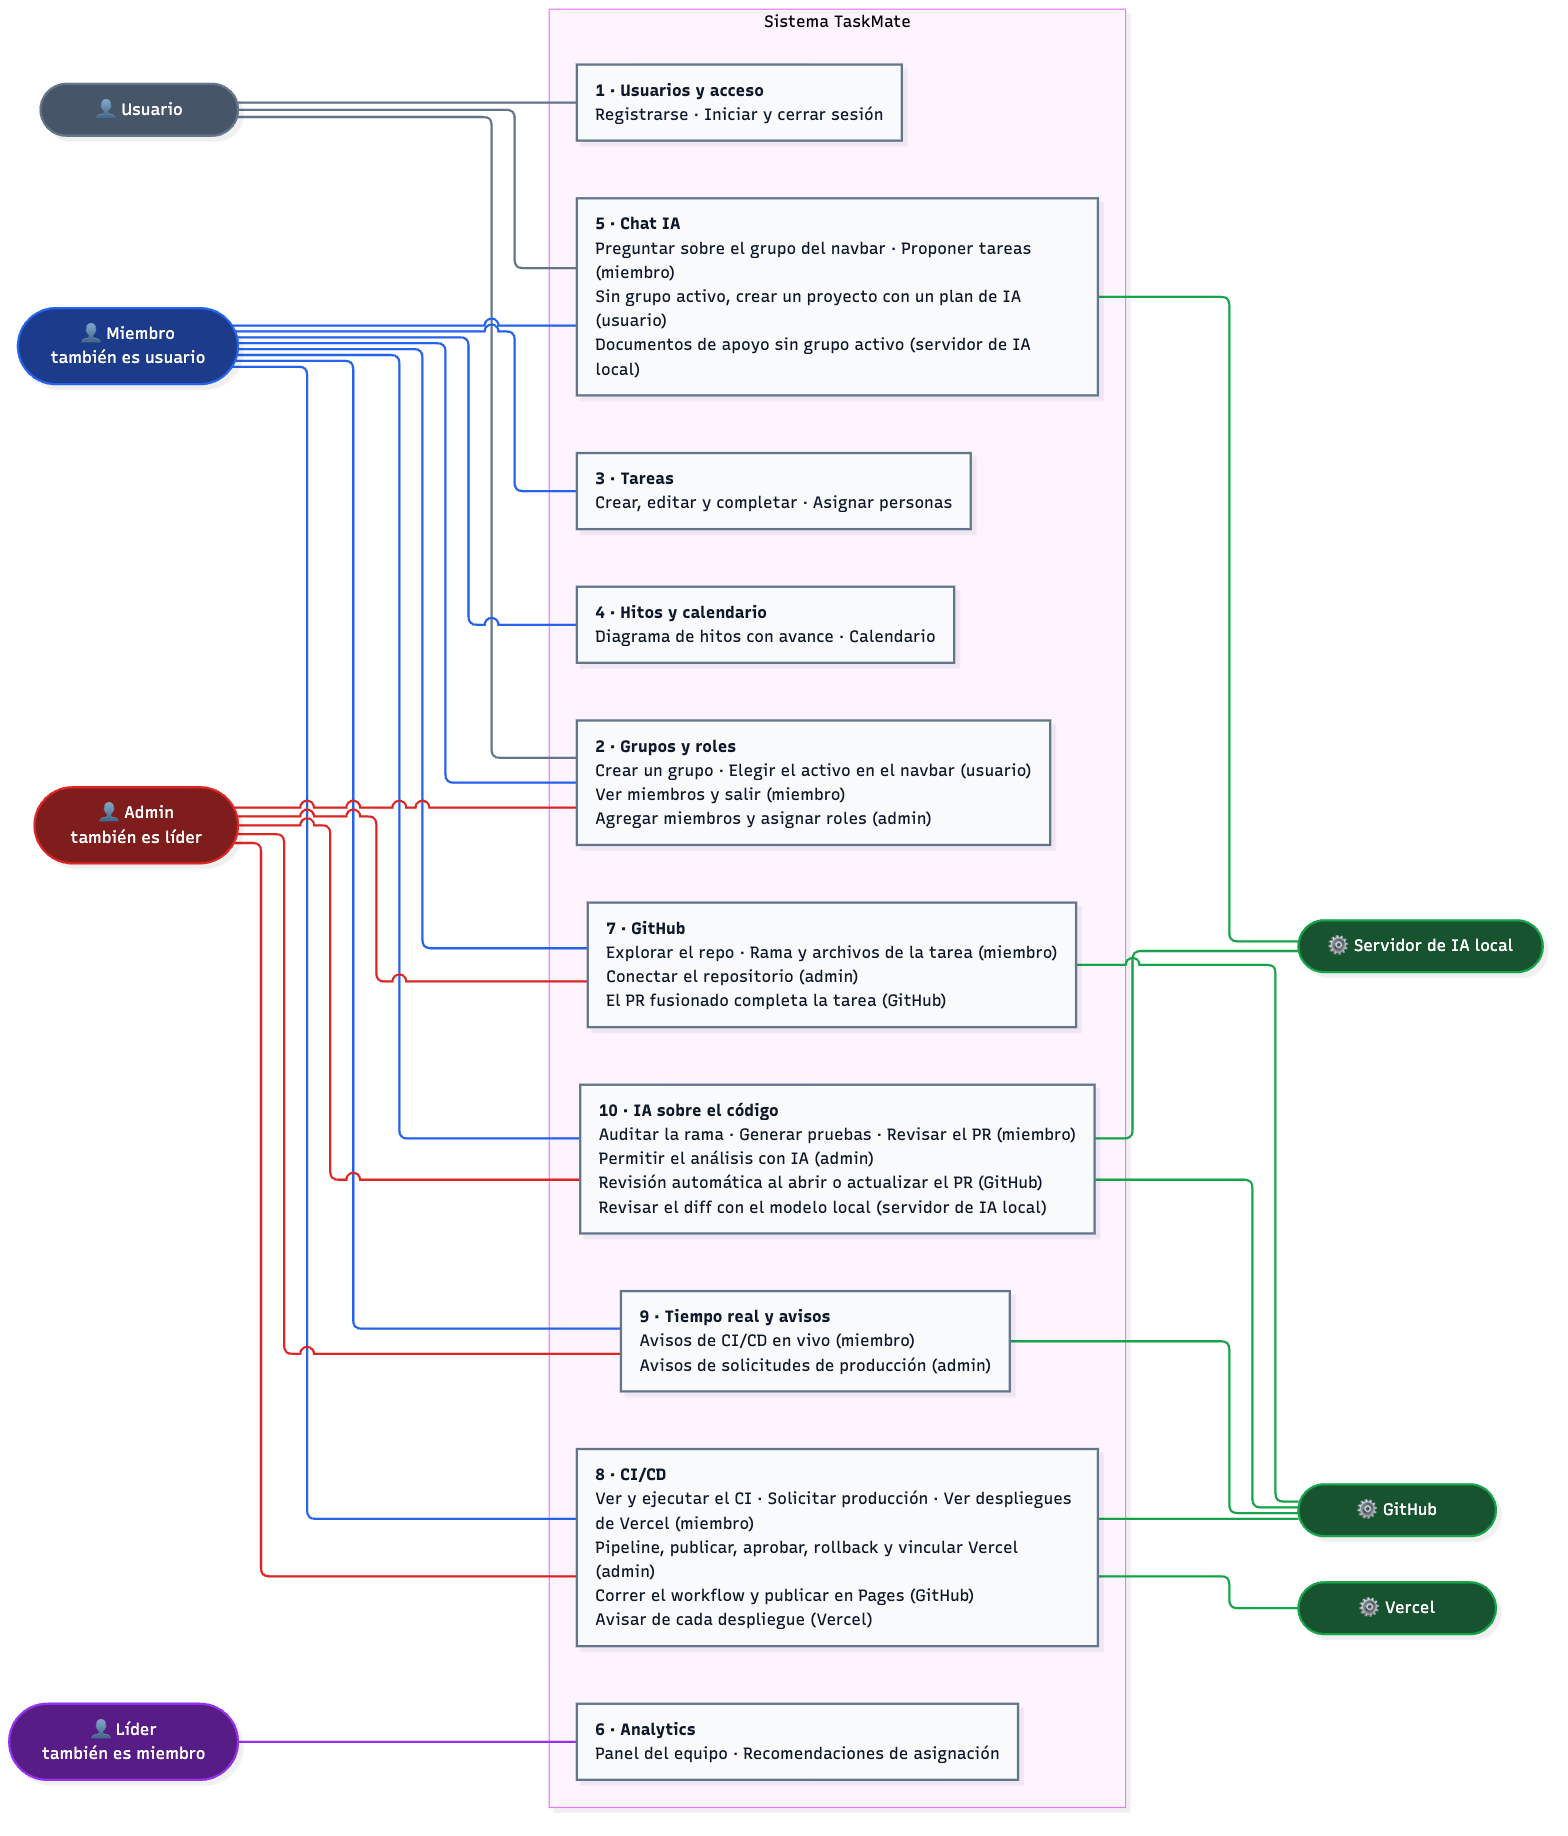 Sistema TaskMate
Usuario
1 · Usuarios y acceso
Registrarse · Iniciar y cerrar sesión
5 · Chat IA
Preguntar sobre el grupo del navbar · Proponer tareas
(miembro)
Sin grupo activo, crear un proyecto con un plan de IA
(usuario)
Documentos de apoyo sin grupo activo (servidor de IA
local)
Miembro
también es usuario
3 · Tareas
Crear, editar y completar · Asignar personas
4 · Hitos y calendario
Diagrama de hitos con avance · Calendario
2 · Grupos y roles
Crear un grupo · Elegir el activo en el navbar (usuario)
Ver miembros y salir (miembro)
Agregar miembros y asignar roles (admin)
Admin
también es líder
7 · GitHub
Explorar el repo · Rama y archivos de la tarea (miembro)
Conectar el repositorio (admin)
El PR fusionado completa la tarea (GitHub)
Servidor de IA local
10 · IA sobre el código
Auditar la rama · Generar pruebas · Revisar el PR (miembro)
Permitir el análisis con IA (admin)
Revisión automática al abrir o actualizar el PR (GitHub)
Revisar el diff con el modelo local (servidor de IA local)
9 · Tiempo real y avisos
Avisos de CI/CD en vivo (miembro)
Avisos de solicitudes de producción (admin)
8 · CI/CD
Ver y ejecutar el CI · Solicitar producción · Ver despliegues
de Vercel (miembro)
Pipeline, publicar, aprobar, rollback y vincular Vercel
(admin)
Correr el workflow y publicar en Pages (GitHub)
Avisar de cada despliegue (Vercel)
GitHub
Vercel
Líder
también es miembro
6 · Analytics
Panel del equipo · Recomendaciones de asignación